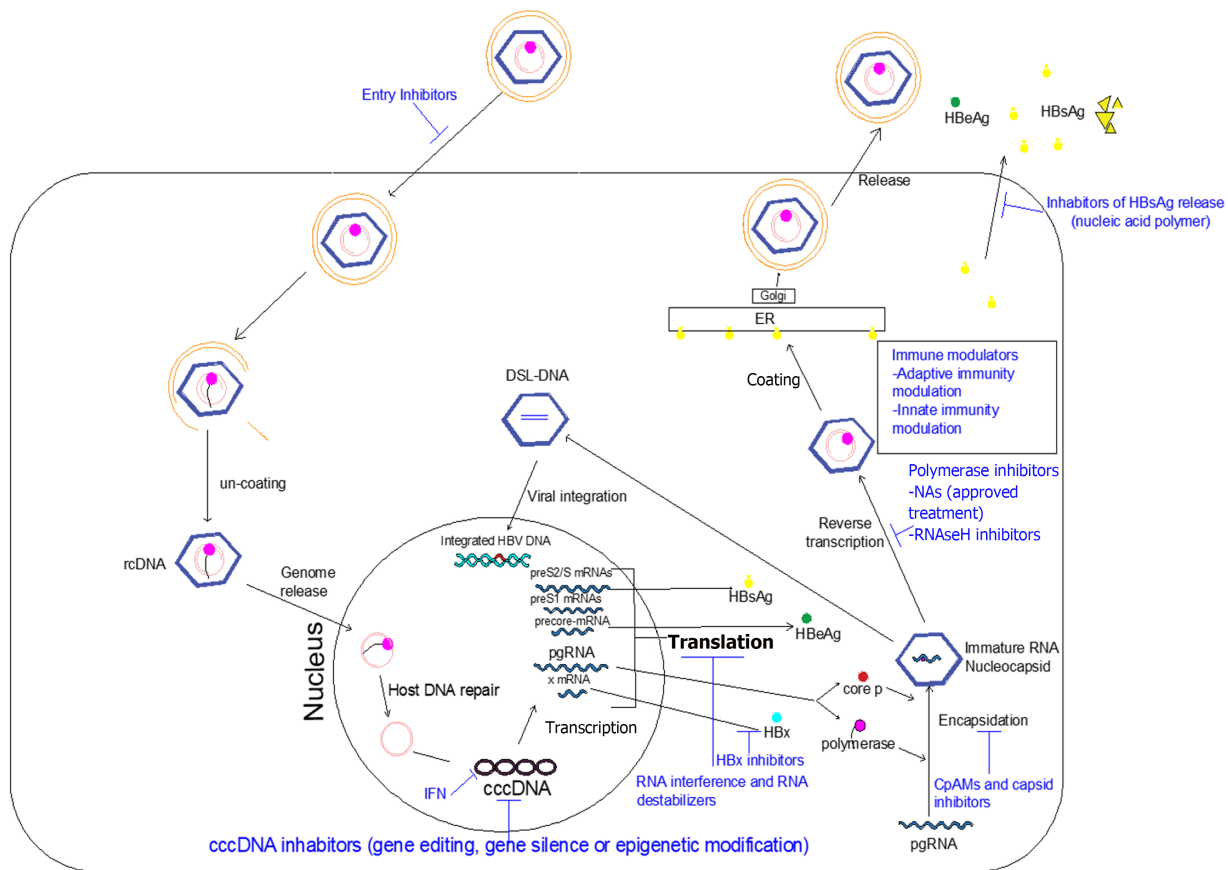 Entry Inhibitors
HBeAg
HBsAg
Release
Inhabitors of HBsAg release
(nucleic acid polymer)
Golgi
ER
Immune modulators
-Adaptive immunity
modulation
-Innate immunity
modulation
Coating
DSL-DNA
Polymerase inhibitors
-NAs (approved
treatment)
-RNAseH inhibitors
un-coating
Viral integration
Reverse
transcription
rcDNA
Genome
release
Integrated HBV DNA
preS2/S mRNAs
preS1 mRNAs
precore-mRNA
pgRNA
x mRNA
HBsAg
HBeAg
Translation
Immature RNA
Nucleocapsid
Nucleus
Host DNA repair
Transcription
core p
polymerase
HBx
Encapsidation
HBx inhibitors
RNA interference and RNA
destabilizers
IFN
cccDNA
CpAMs and capsid
inhibitors
pgRNA
cccDNA inhabitors (gene editing, gene silence or epigenetic modification)